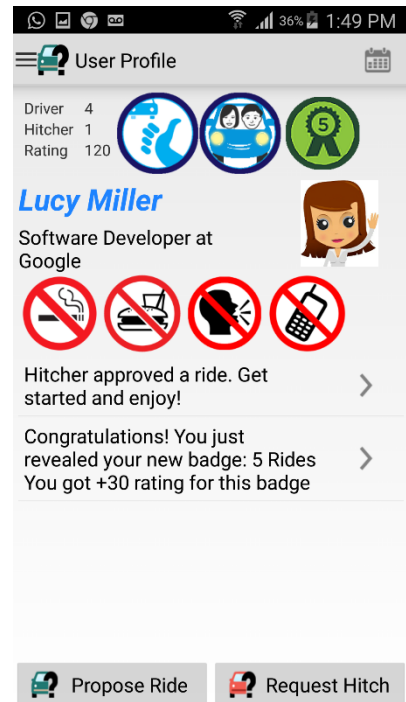 36% 1:49 PM
User Profile
Driver 4
Hitcher 1
Rating 120
5
Lucy Miller
Software Developer at
Google
Hitcher approved a ride. Get
started and enjoy!
Congratulations! You just
revealed your new badge: 5 Rides
You got +30 rating for this badge
Propose Ride
Request Hitch